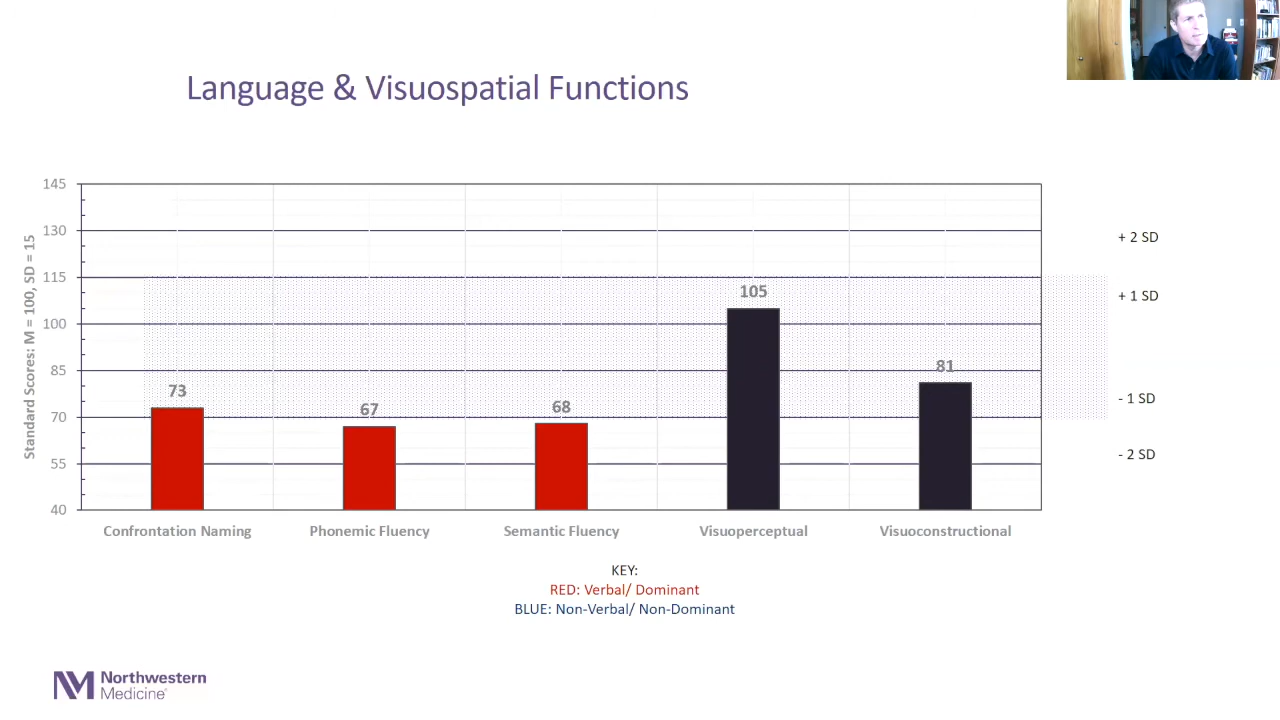 Language & Visuospatial Functions
Standard Scores: M = 100, SD = 15
145
130
115
100
85
70
55
40
73
67
68
105
81
+ 2 SD
+ 1 SD
- 1 SD
- 2 SD
Confrontation Naming
Phonemic Fluency
Semantic Fluency
Visuoperceptual
Visuoconstructional
KEY:
RED: Verbal/ Dominant
BLUE: Non-Verbal/ Non-Dominant
NM Northwestern
Medicine®